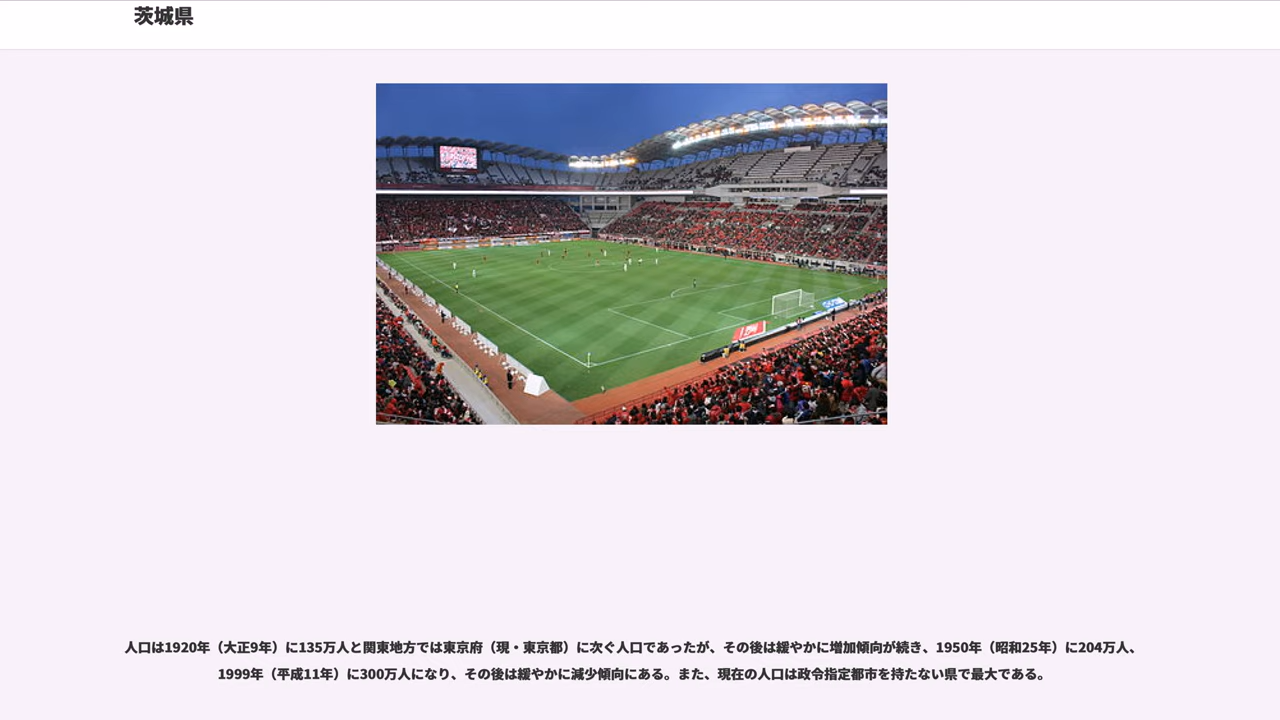 茨城県
人口は1920年（大正9年）に135万人と関東地方では東京府（現・東京都）に次ぐ人口であったが、その後は緩やかに増加傾向が続き、1950年（昭和25年）に204万人、
1999年（平成11年）に300万人になり、その後は緩やかに減少傾向にある。また、現在の人口は政令指定都市を持たない県で最大である。